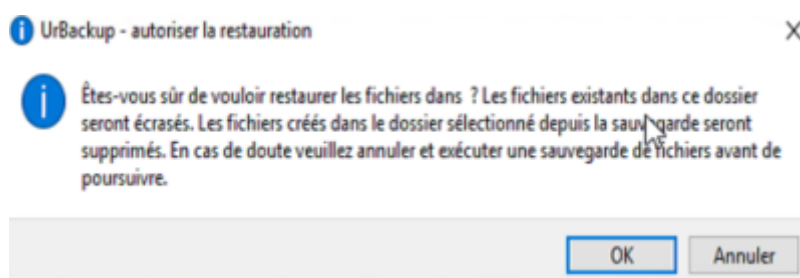 UrBackup - autoriser la restauration
Êtes-vous sûr de vouloir restaurer les fichiers dans ? Les fichiers existants dans ce dossier
seront écrasés. Les fichiers créés dans le dossier sélectionné depuis la sauvegarde seront
supprimés. En cas de doute veuillez annuler et exécuter une sauvegarde de fichiers avant de
poursuivre.
OK Annuler